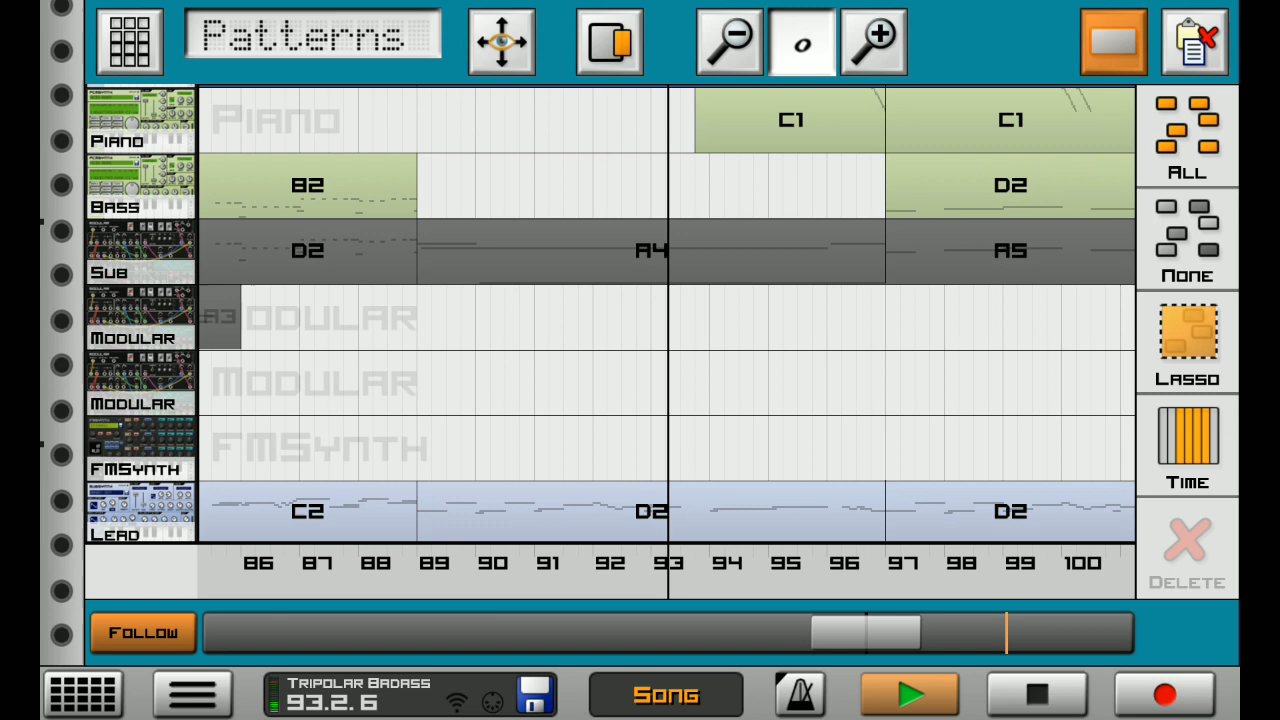 Patterns
o
Piano
Piano
C1
C1
All
Bass
B2
D2
Sub
D2
A4
A5
None
Modular
A3
odular
Modular
Modular
Lasso
FMSynth
FMSynth
Time
Lead
C2
D2
D2
Delete
86 87 88 89 90 91 92 93 94 95 96 97 98 99 100
Follow
Tripolar Badass
93.2.6
Song